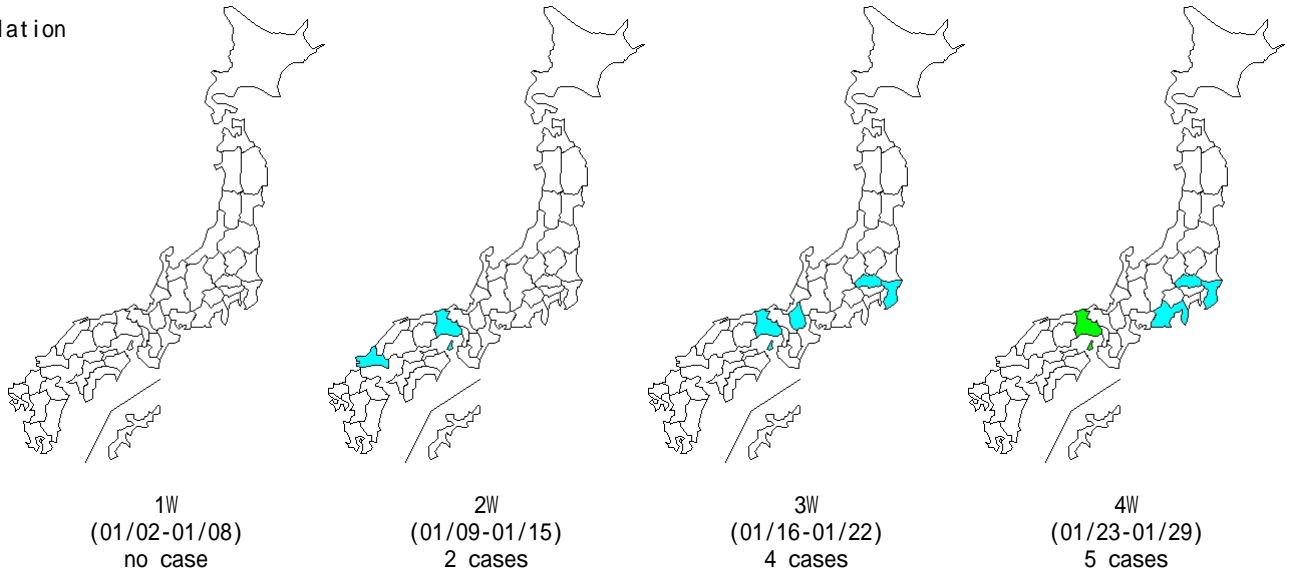 lation
1W
(01/02-01/08)
no case
2W
(01/09-01/15)
2 cases
3W
(01/16-01/22)
4 cases
4W
(01/23-01/29)
5 cases